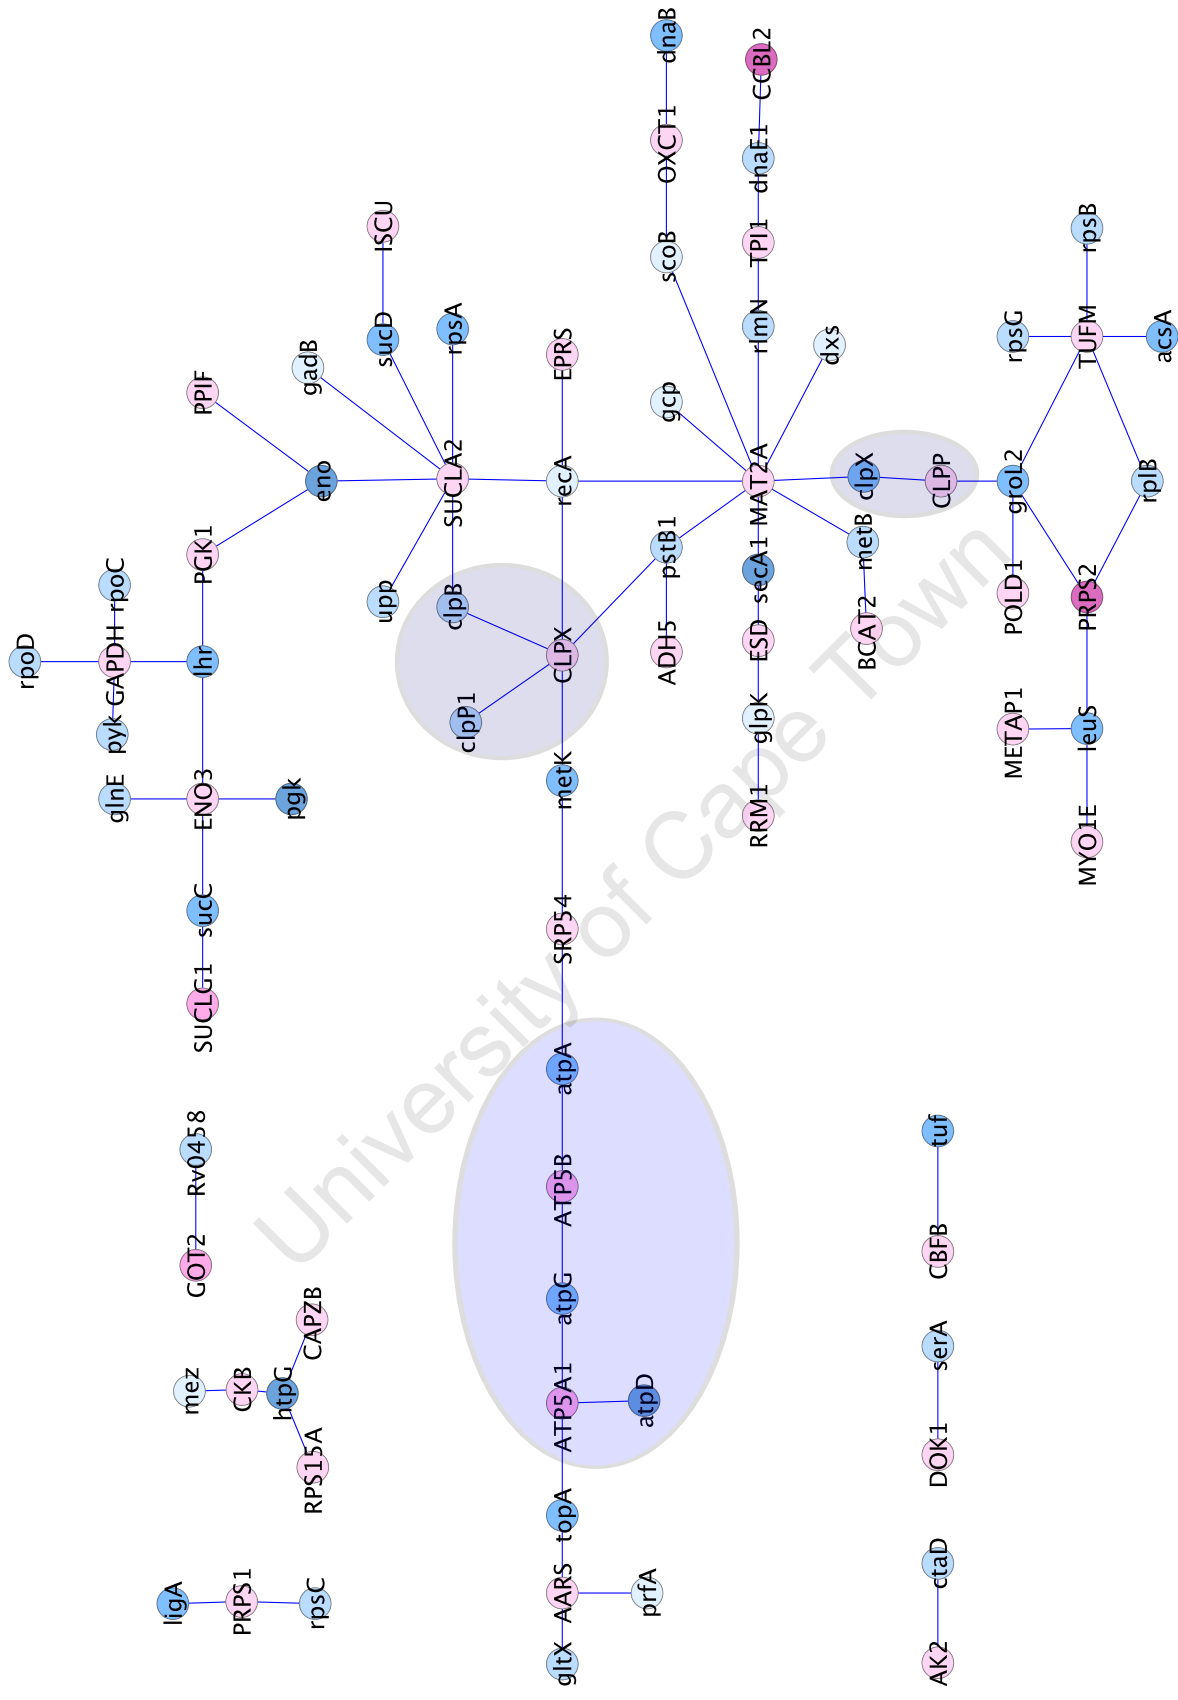 dnaB
CCBL2
OXCT1
dnaE1
ISCU
scoB
TPI1
rpsB
sucD
rpsA
rlmN
rpsG
TUFM
acsA
gadB
EPRS
dxs
PPIF
gcp
eno
SUCLA2
recA
MAT2A
clpX
CLPP
groL2
rplB
PGK1
pstB1
secA1
metB
rpoC
upp
clpB
POLD1
PRPS2
rpoD
GAPDH
lhr
CLPX
ADH5
ESD
BCAT2
pyk
clpP1
glpK
METAP1
leuS
glnE
ENO3
pgk
metK
RRM1
MYO1E
sucC
SRP54
SUCLG1
University of Cape Town
atpA
Rv0458
tuf
ATP5B
GOT2
CBFB
atpG
CAPZB
serA
mez
CKB
htpG
ATP5A1
atpD
RPS15A
DOK1
topA
ctaD
ligA
PRPS1
rpsC
AARS
prfA
gltX
AK2